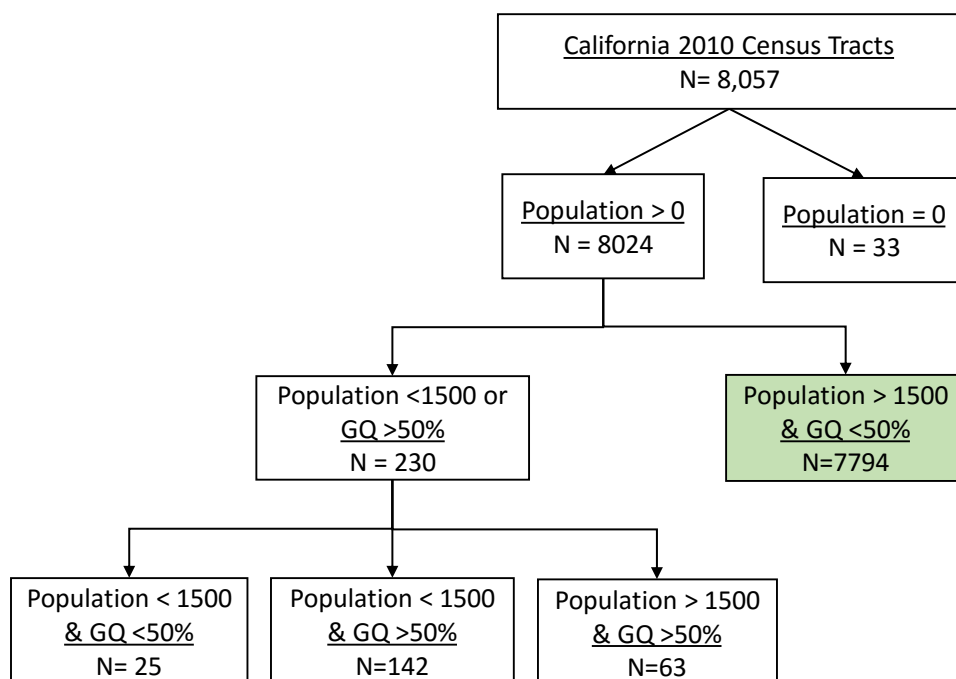 California 2010 Census Tracts
N= 8,057
Population > 0
N = 8024
Population = 0
N = 33
Population <1500 or
GQ >50%
N = 230
Population > 1500
& GQ <50%
N=7794
Population < 1500
& GQ <50%
N= 25
Population < 1500
& GQ >50%
N=142
Population > 1500
& GQ >50%
N=63